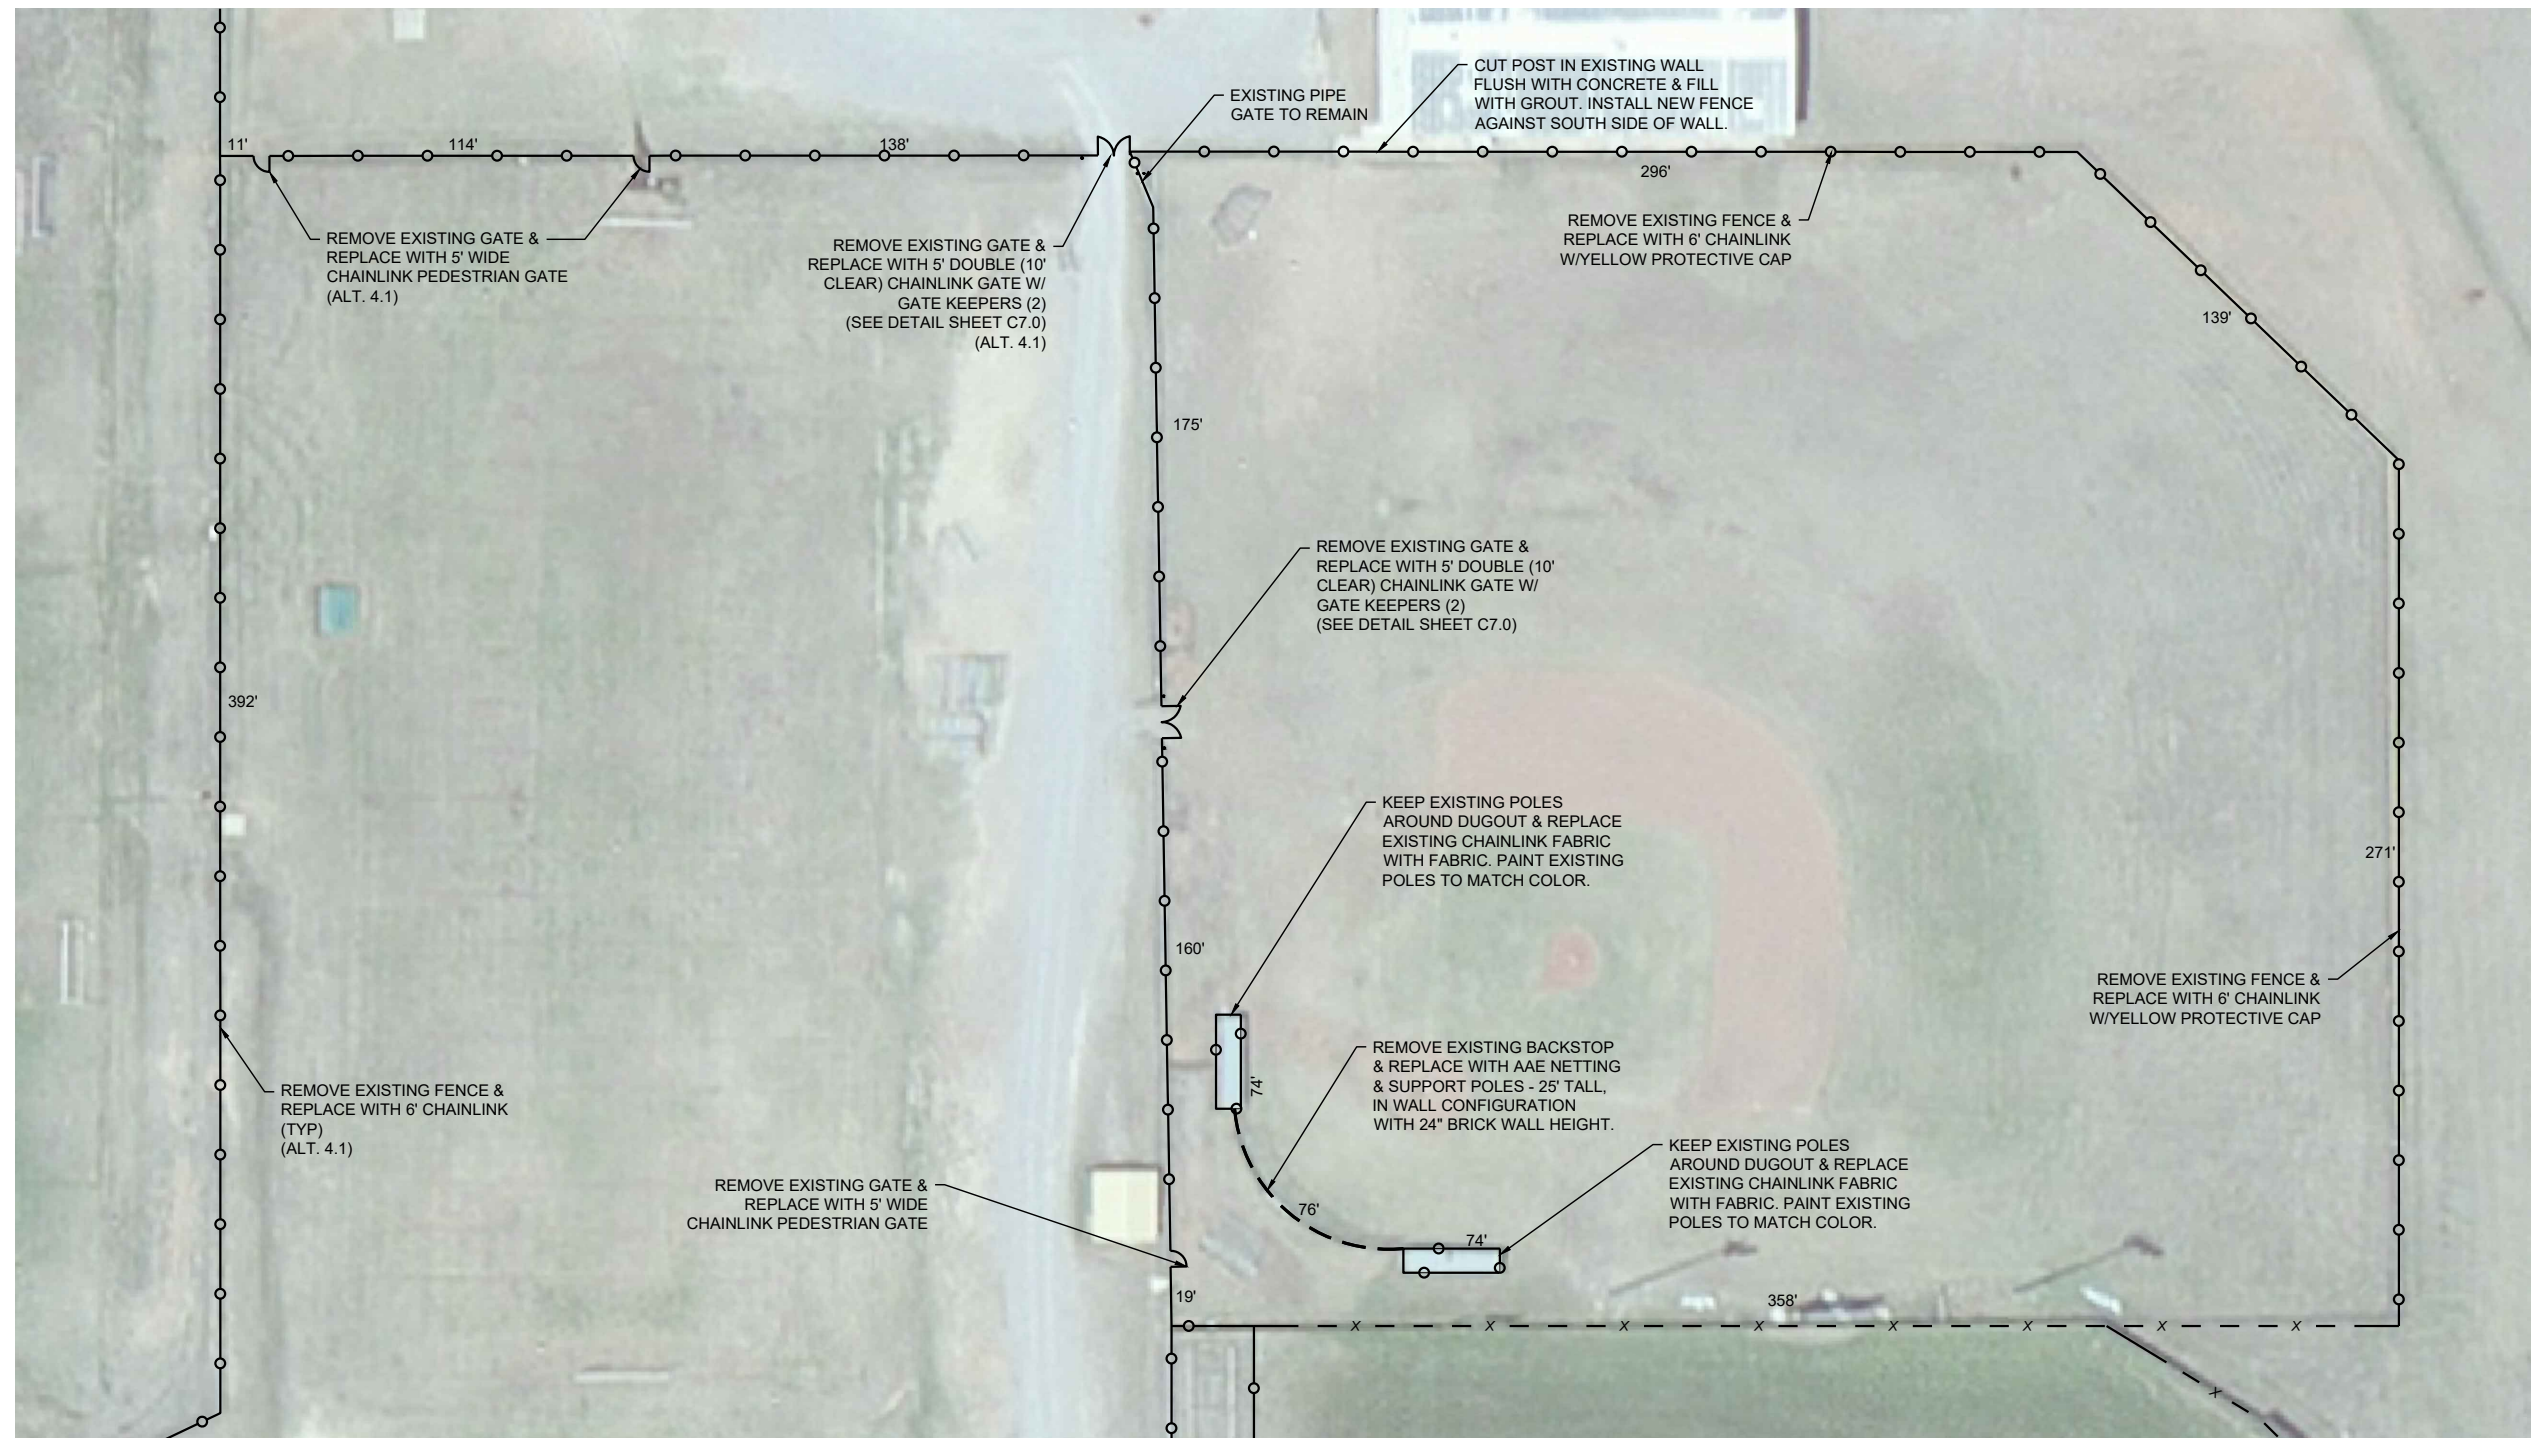 CUT POST IN EXISTING WALL
FLUSH WITH CONCRETE & FILL
WITH GROUT. INSTALL NEW FENCE
AGAINST SOUTH SIDE OF WALL.
EXISTING PIPE
GATE TO REMAIN
11'
114'
138'
296'
REMOVE EXISTING GATE &
REPLACE WITH 5' WIDE
CHAINLINK PEDESTRIAN GATE
(ALT. 4.1)
REMOVE EXISTING GATE &
REPLACE WITH 5' DOUBLE (10'
CLEAR) CHAINLINK GATE W/
GATE KEEPERS (2)
(SEE DETAIL SHEET C7.0)
(ALT. 4.1)
REMOVE EXISTING FENCE &
REPLACE WITH 6' CHAINLINK
W/YELLOW PROTECTIVE CAP
139'
175'
REMOVE EXISTING GATE &
REPLACE WITH 5' DOUBLE (10'
CLEAR) CHAINLINK GATE W/
GATE KEEPERS (2)
(SEE DETAIL SHEET C7.0)
392'
KEEP EXISTING POLES
AROUND DUGOUT & REPLACE
EXISTING CHAINLINK FABRIC
WITH FABRIC. PAINT EXISTING
POLES TO MATCH COLOR.
271'
160'
REMOVE EXISTING FENCE &
REPLACE WITH 6' CHAINLINK
W/YELLOW PROTECTIVE CAP
REMOVE EXISTING BACKSTOP
& REPLACE WITH AAE NETTING
& SUPPORT POLES - 25' TALL,
IN WALL CONFIGURATION
WITH 24" BRICK WALL HEIGHT.
74'
REMOVE EXISTING FENCE &
REPLACE WITH 6' CHAINLINK
(TYP)
(ALT. 4.1)
KEEP EXISTING POLES
AROUND DUGOUT & REPLACE
EXISTING CHAINLINK FABRIC
WITH FABRIC. PAINT EXISTING
POLES TO MATCH COLOR.
REMOVE EXISTING GATE &
REPLACE WITH 5' WIDE
CHAINLINK PEDESTRIAN GATE
76'
74'
19'
358'
X X X X X X X X
X